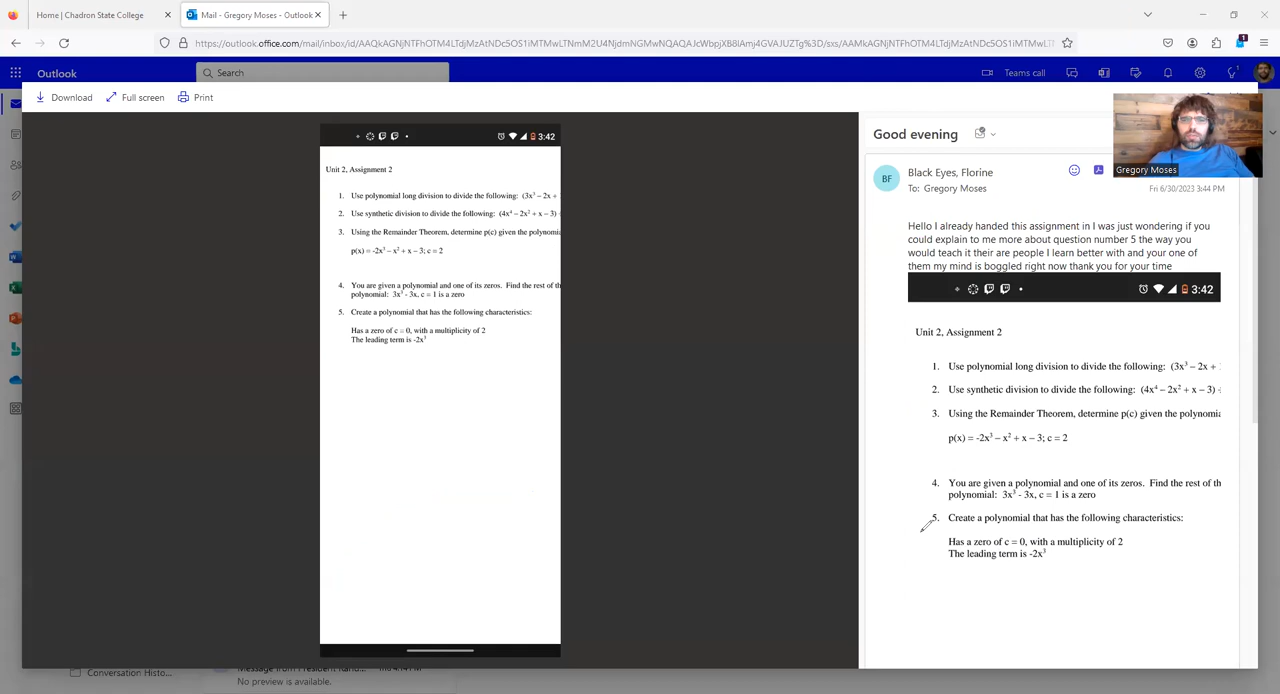 Home | Chadron State College
Mail - Gregory Moses - Outlook
https://outlook.office.com/mail/inbox/id/
Outlook
Search
Teams call
1
Download
Full screen
Print
3:42
Unit 2, Assignment 2
1. Use polynomial long division to divide the following: (3x³ – 2x +
2. Use synthetic division to divide the following: (4x⁴ – 2x² + x – 3)
3. Using the Remainder Theorem, determine p(c) given the polynomia
p(x) = -2x³ – x² + x – 3; c = 2
4. You are given a polynomial and one of its zeros. Find the rest of th
polynomial: 3x³ - 3x, c = 1 is a zero
5. Create a polynomial that has the following characteristics:
Has a zero of c = 0, with a multiplicity of 2
The leading term is -2x³
Good evening
Gregory Moses
BF
Black Eyes, Florine
To: Gregory Moses
Fri 6/30/2023 3:44 PM
Hello I already handed this assignment in I was just wondering if you
could explain to me more about question number 5 the way you
would teach it their are people I learn better with and your one of
them my mind is boggled right now thank you for your time
3:42
Unit 2, Assignment 2
1. Use polynomial long division to divide the following: (3x³ – 2x +
2. Use synthetic division to divide the following: (4x⁴ – 2x² + x – 3) ÷
3. Using the Remainder Theorem, determine p(c) given the polynomia
p(x) = -2x³ – x² + x – 3; c = 2
4. You are given a polynomial and one of its zeros. Find the rest of th
polynomial: 3x³ - 3x, c = 1 is a zero
5. Create a polynomial that has the following characteristics:
Has a zero of c = 0, with a multiplicity of 2
The leading term is -2x³
Conversation Histo...
No preview is available.